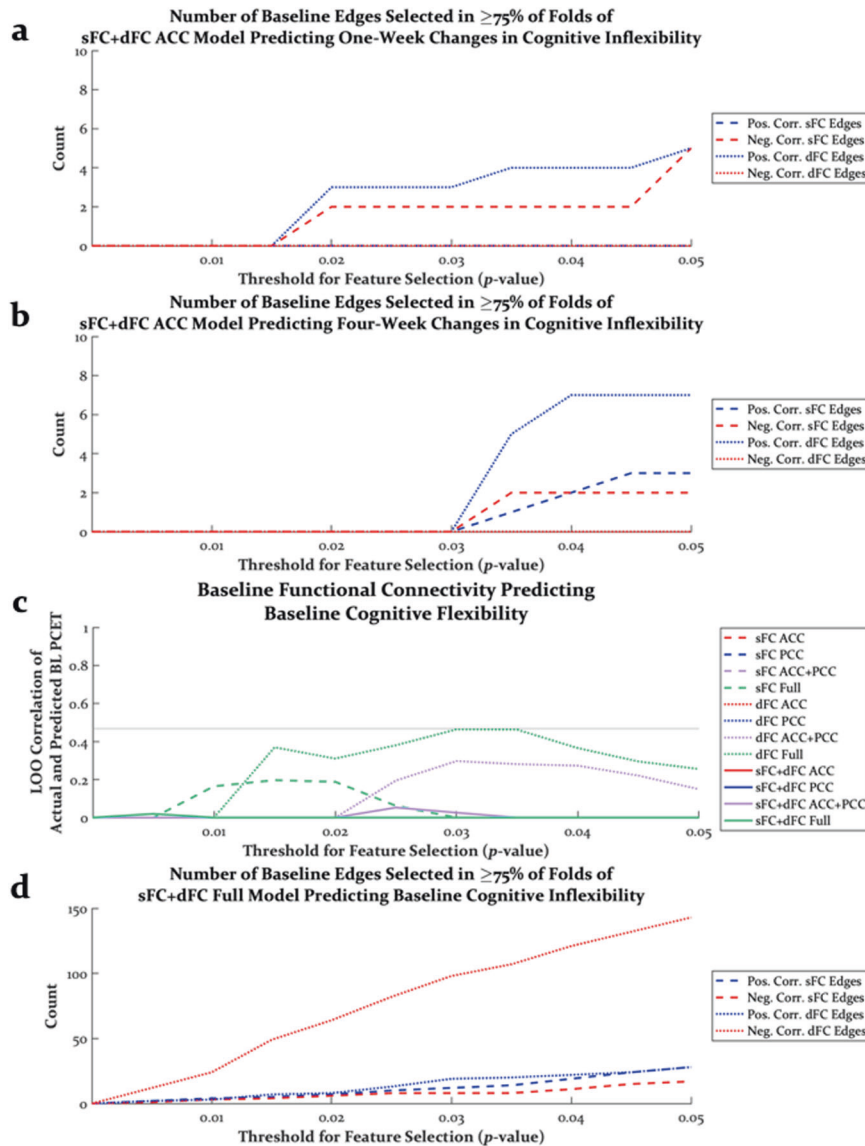 a
Number of Baseline Edges Selected in ≥75% of Folds of
sFC+dFC ACC Model Predicting One-Week Changes in Cognitive Inflexibility
10
8
6
4
2
0
Count
0.01
0.02
0.03
0.04
0.05
Threshold for Feature Selection (p-value)
Pos. Corr. sFC Edges
Neg. Corr. sFC Edges
Pos. Corr. dFC Edges
Neg. Corr. dFC Edges
b
Number of Baseline Edges Selected in ≥75% of Folds of
sFC+dFC ACC Model Predicting Four-Week Changes in Cognitive Inflexibility
10
8
6
4
2
0
Count
0.01
0.02
0.03
0.04
0.05
Threshold for Feature Selection (p-value)
Pos. Corr. sFC Edges
Neg. Corr. sFC Edges
Pos. Corr. dFC Edges
Neg. Corr. dFC Edges
c
Baseline Functional Connectivity Predicting
Baseline Cognitive Flexibility
1
0.8
0.6
0.4
0.2
0
LOO Correlation of
Actual and Predicted BL PCET
0.01
0.02
0.03
0.04
0.05
Threshold for Feature Selection (p-value)
sFC ACC
sFC PCC
sFC ACC+PCC
sFC Full
dFC ACC
dFC PCC
dFC ACC+PCC
dFC Full
sFC+dFC ACC
sFC+dFC PCC
sFC+dFC ACC+PCC
sFC+dFC Full
d
Number of Baseline Edges Selected in ≥75% of Folds of
sFC+dFC Full Model Predicting Baseline Cognitive Inflexibility
150
100
50
0
Count
0.01
0.02
0.03
0.04
0.05
Threshold for Feature Selection (p-value)
Pos. Corr. sFC Edges
Neg. Corr. sFC Edges
Pos. Corr. dFC Edges
Neg. Corr. dFC Edges